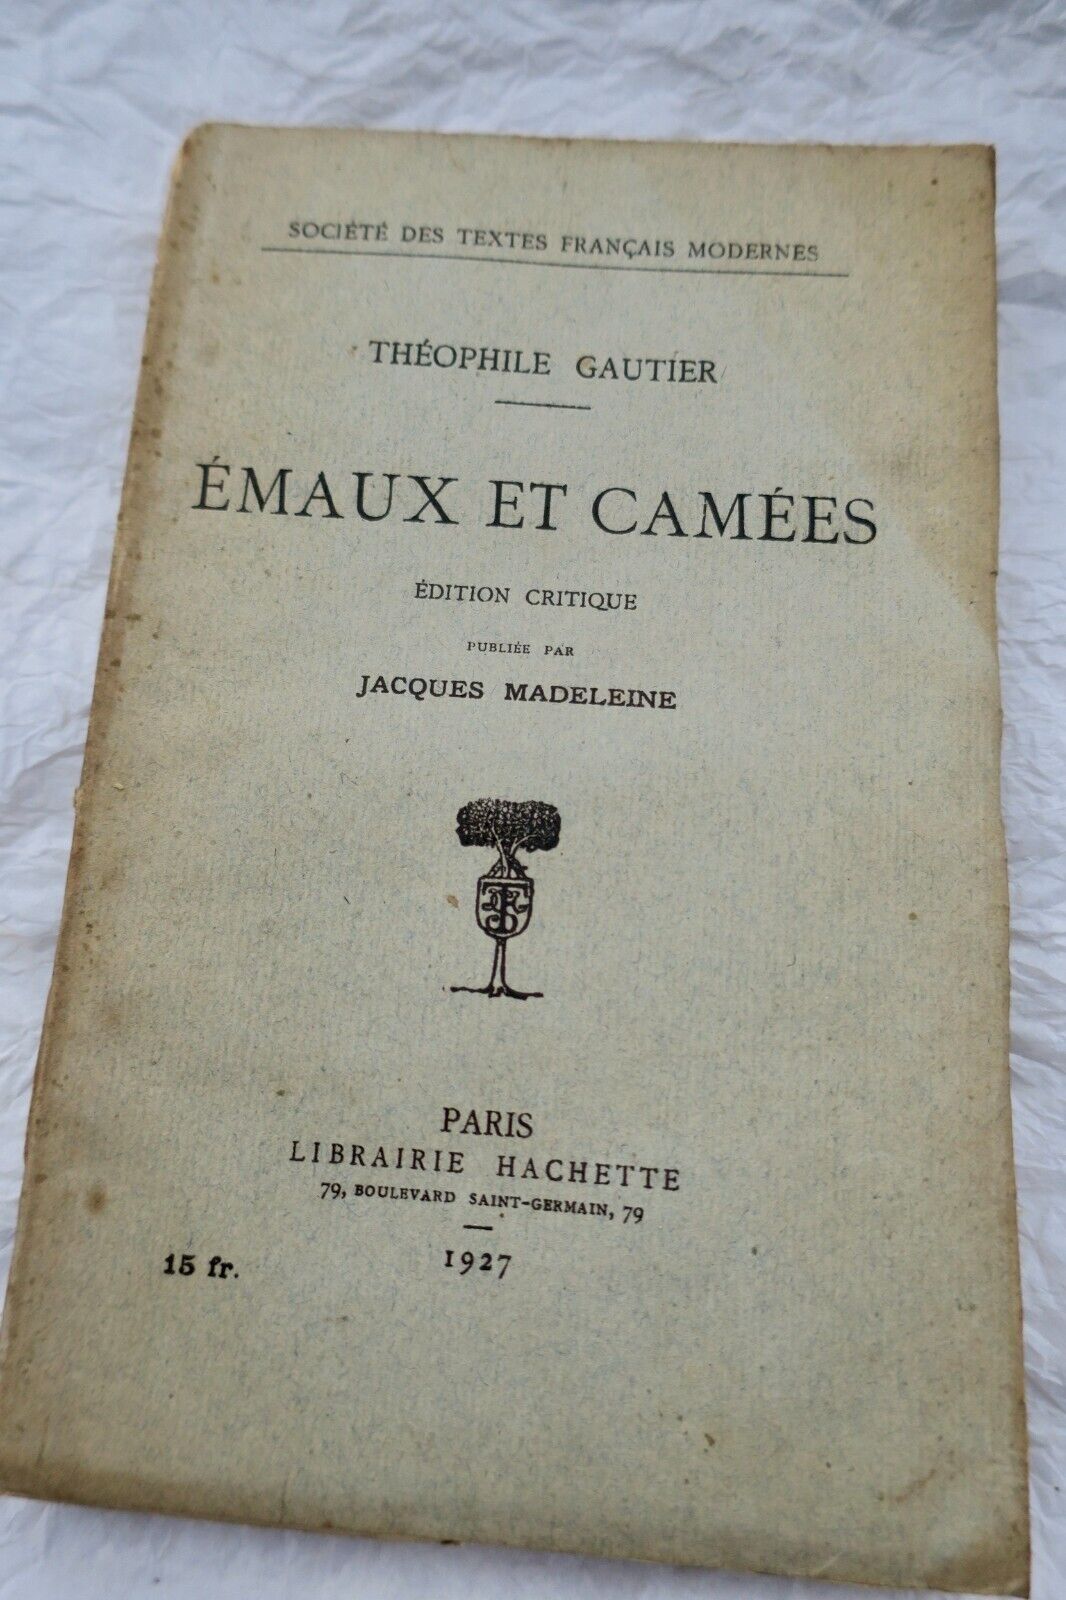 SOCIÉTÉ DES TEXTES FRANÇAIS MODERNES
THÉOPHILE GAUTIER
ÉMAUX ET CAMÉES
ÉDITION CRITIQUE
PUBLIÉE PAR
JACQUES MADELEINE
PARIS
LIBRAIRIE HACHETTE
79, BOULEVARD SAINT-GERMAIN, 79
15 fr.
1927